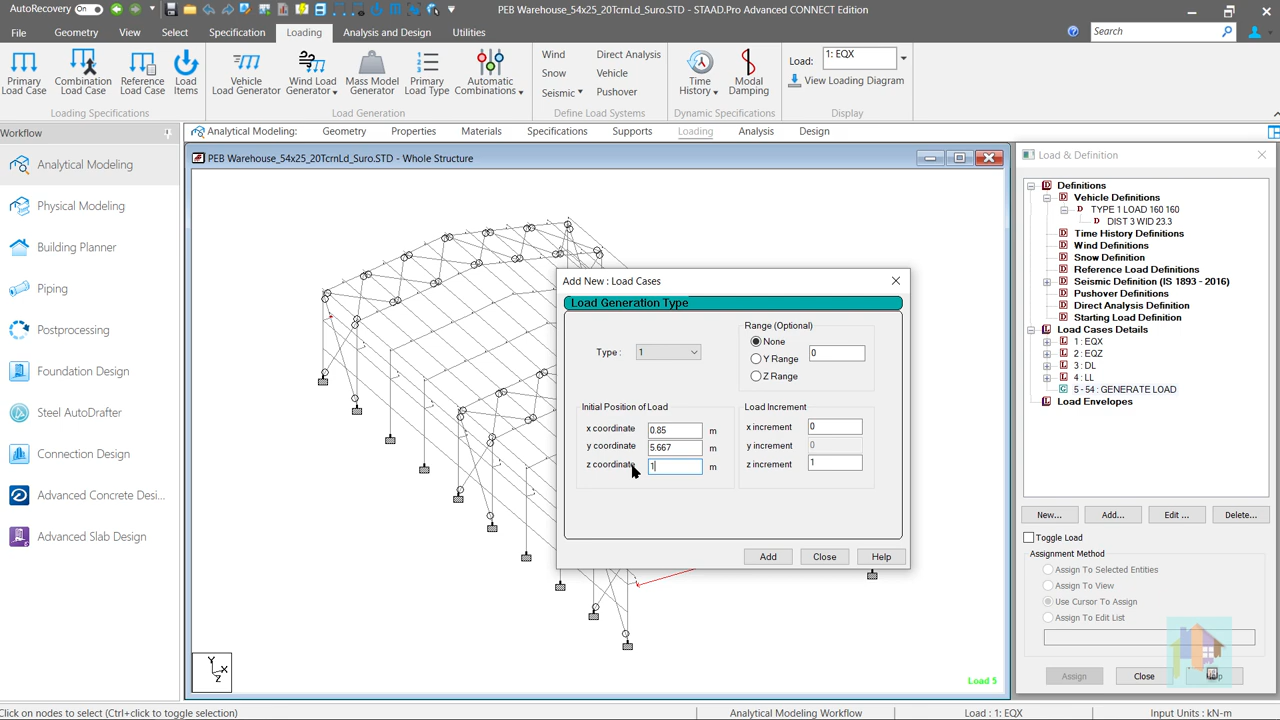 AutoRecovery On
PEB Warehouse_54x25_20TcrnLd_Suro.STD - STAAD.Pro Advanced CONNECT Edition
File Geometry View Select Specification Loading Analysis and Design Utilities
Search
Primary Load Case
Combination Load Case
Reference Load Case
Load Items
Loading Specifications
Vehicle Load Generator
Wind Load Generator
Mass Model Generator
Primary Load Type
Automatic Combinations
Load Generation
Wind
Snow
Seismic
Direct Analysis
Vehicle
Pushover
Define Load Systems
Time History
Modal Damping
Dynamic Specifications
Load: 1: EQX
View Loading Diagram
Display
Workflow
Analytical Modeling: Geometry Properties Materials Specifications Supports Loading Analysis Design
Analytical Modeling
Physical Modeling
Building Planner
Piping
Postprocessing
Foundation Design
Steel AutoDrafter
Connection Design
Advanced Concrete Desi...
Advanced Slab Design
PEB Warehouse_54x25_20TcrnLd_Suro.STD - Whole Structure
Y
X
Z
Load 5
Add New : Load Cases
Load Generation Type
Type : 1
Range (Optional)
None
Y Range 0
Z Range
Initial Position of Load
x coordinate 0.85 m
y coordinate 5.667 m
z coordinate 1 m
Load Increment
x increment 0
y increment 0
z increment 1
Add Close Help
Load & Definition
Definitions
Vehicle Definitions
TYPE 1 LOAD 160 160
DIST 3 WID 23.3
Time History Definitions
Wind Definitions
Snow Definition
Reference Load Definitions
Seismic Definition (IS 1893 - 2016)
Pushover Definitions
Direct Analysis Definition
Starting Load Definition
Load Cases Details
1 : EQX
2 : EQZ
3 : DL
4 : LL
5 - 54 : GENERATE LOAD
Load Envelopes
New... Add... Edit ... Delete...
Toggle Load
Assignment Method
Assign To Selected Entities
Assign To View
Use Cursor To Assign
Assign To Edit List
Assign Close
Click on nodes to select (Ctrl+click to toggle selection)
Analytical Modeling Workflow
Load : 1: EQX
Input Units : kN-m